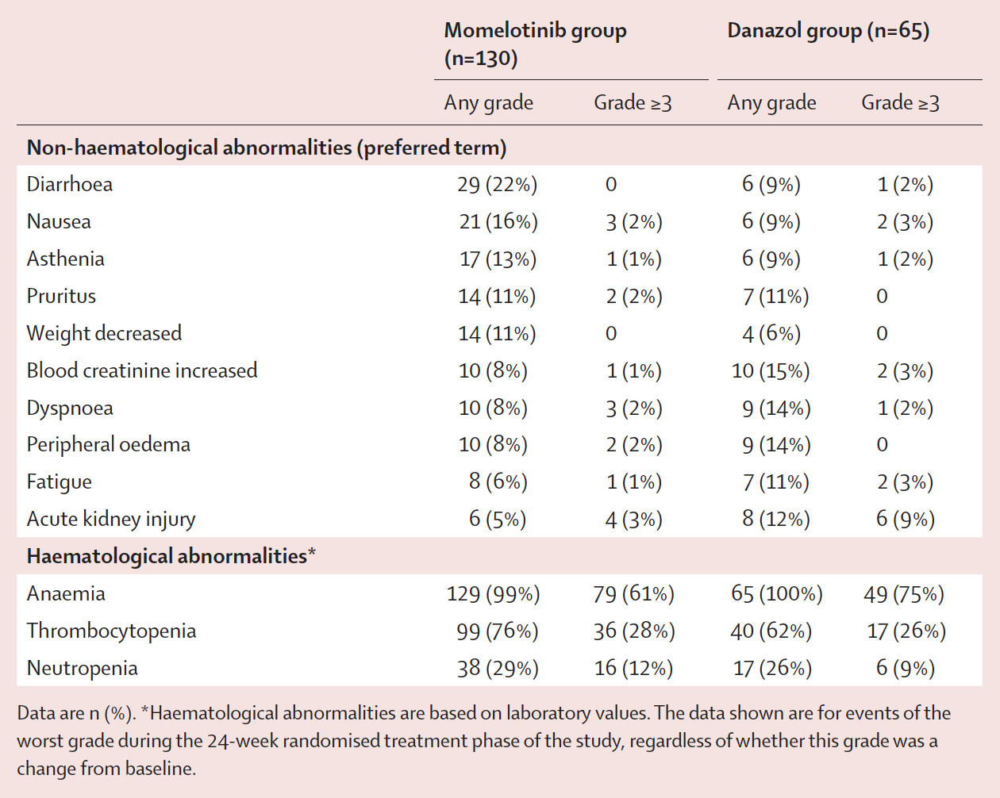 Momelotinib group (n=130) Danazol group (n=65)
Any grade Grade ≥3 Any grade Grade ≥3
Non-haematological abnormalities (preferred term)
Diarrhoea 29 (22%) 0 6 (9%) 1 (2%)
Nausea 21 (16%) 3 (2%) 6 (9%) 2 (3%)
Asthenia 17 (13%) 1 (1%) 6 (9%) 1 (2%)
Pruritus 14 (11%) 2 (2%) 7 (11%) 0
Weight decreased 14 (11%) 0 4 (6%) 0
Blood creatinine increased 10 (8%) 1 (1%) 10 (15%) 2 (3%)
Dyspnoea 10 (8%) 3 (2%) 9 (14%) 1 (2%)
Peripheral oedema 10 (8%) 2 (2%) 9 (14%) 0
Fatigue 8 (6%) 1 (1%) 7 (11%) 2 (3%)
Acute kidney injury 6 (5%) 4 (3%) 8 (12%) 6 (9%)
Haematological abnormalities*
Anaemia 129 (99%) 79 (61%) 65 (100%) 49 (75%)
Thrombocytopenia 99 (76%) 36 (28%) 40 (62%) 17 (26%)
Neutropenia 38 (29%) 16 (12%) 17 (26%) 6 (9%)
Data are n (%). *Haematological abnormalities are based on laboratory values. The data shown are for events of the
worst grade during the 24-week randomised treatment phase of the study, regardless of whether this grade was a
change from baseline.